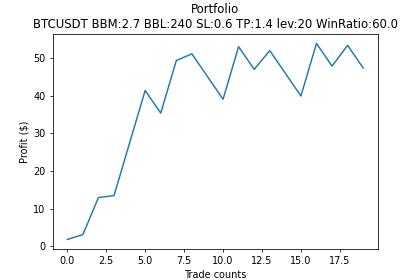 Portfolio
BTCUSDT BBM:2.7 BBL:240 SL:0.6 TP:1.4 lev:20 WinRatio:60.0
Profit ($)
50
40
30
20
10
0
0.0 2.5 5.0 7.5 10.0 12.5 15.0 17.5
Trade counts